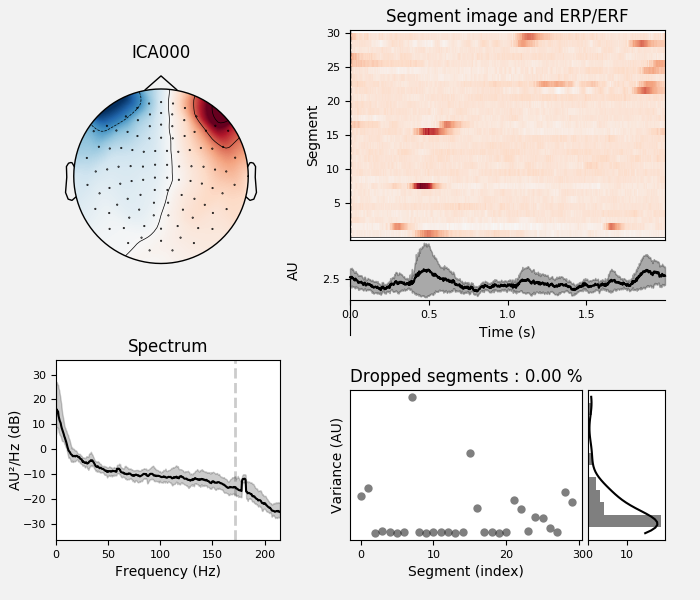 ICA000
Segment image and ERP/ERF
Segment
30
25
20
15
10
5
AU
2.5
0.0 0.5 1.0 1.5
Time (s)
Spectrum
AU²/Hz (dB)
30
20
10
0
−10
−20
−30
0 50 100 150 200
Frequency (Hz)
Dropped segments : 0.00 %
Variance (AU)
0 10 20 30
Segment (index)
0 10